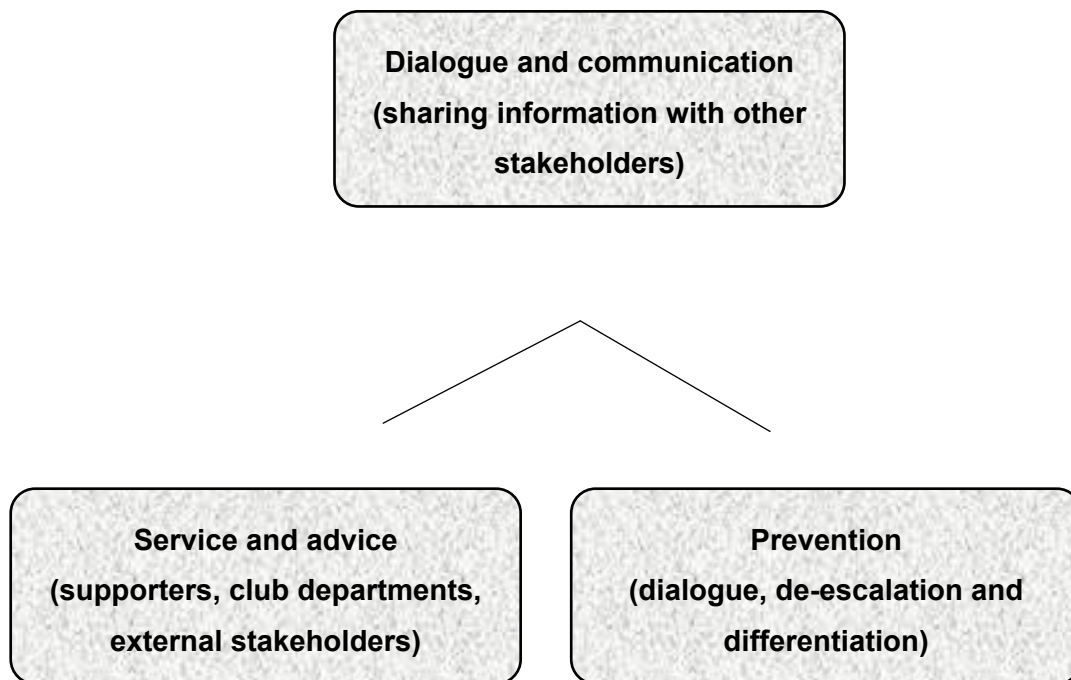 Dialogue and communication
(sharing information with other
stakeholders)
Service and advice
(supporters, club departments,
external stakeholders)
Prevention
(dialogue, de-escalation and
differentiation)